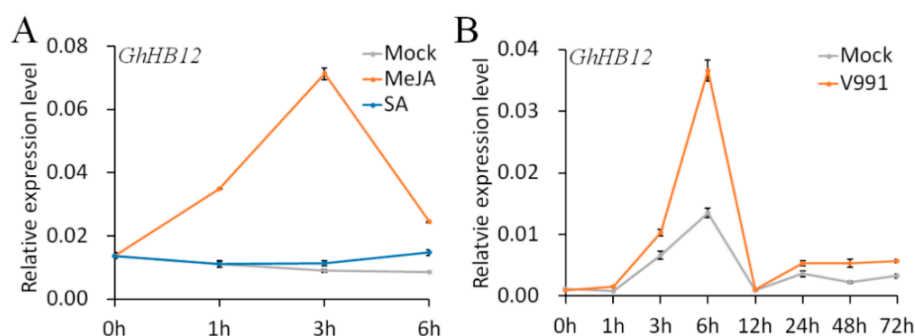 A
GhHB12
Mock
MeJA
SA
Relative expression level
0.08
0.06
0.04
0.02
0.00
0h 1h 3h 6h
B
GhHB12
Mock
V991
Relatvie expression level
0.04
0.03
0.02
0.01
0.00
0h 1h 3h 6h 12h 24h 48h 72h